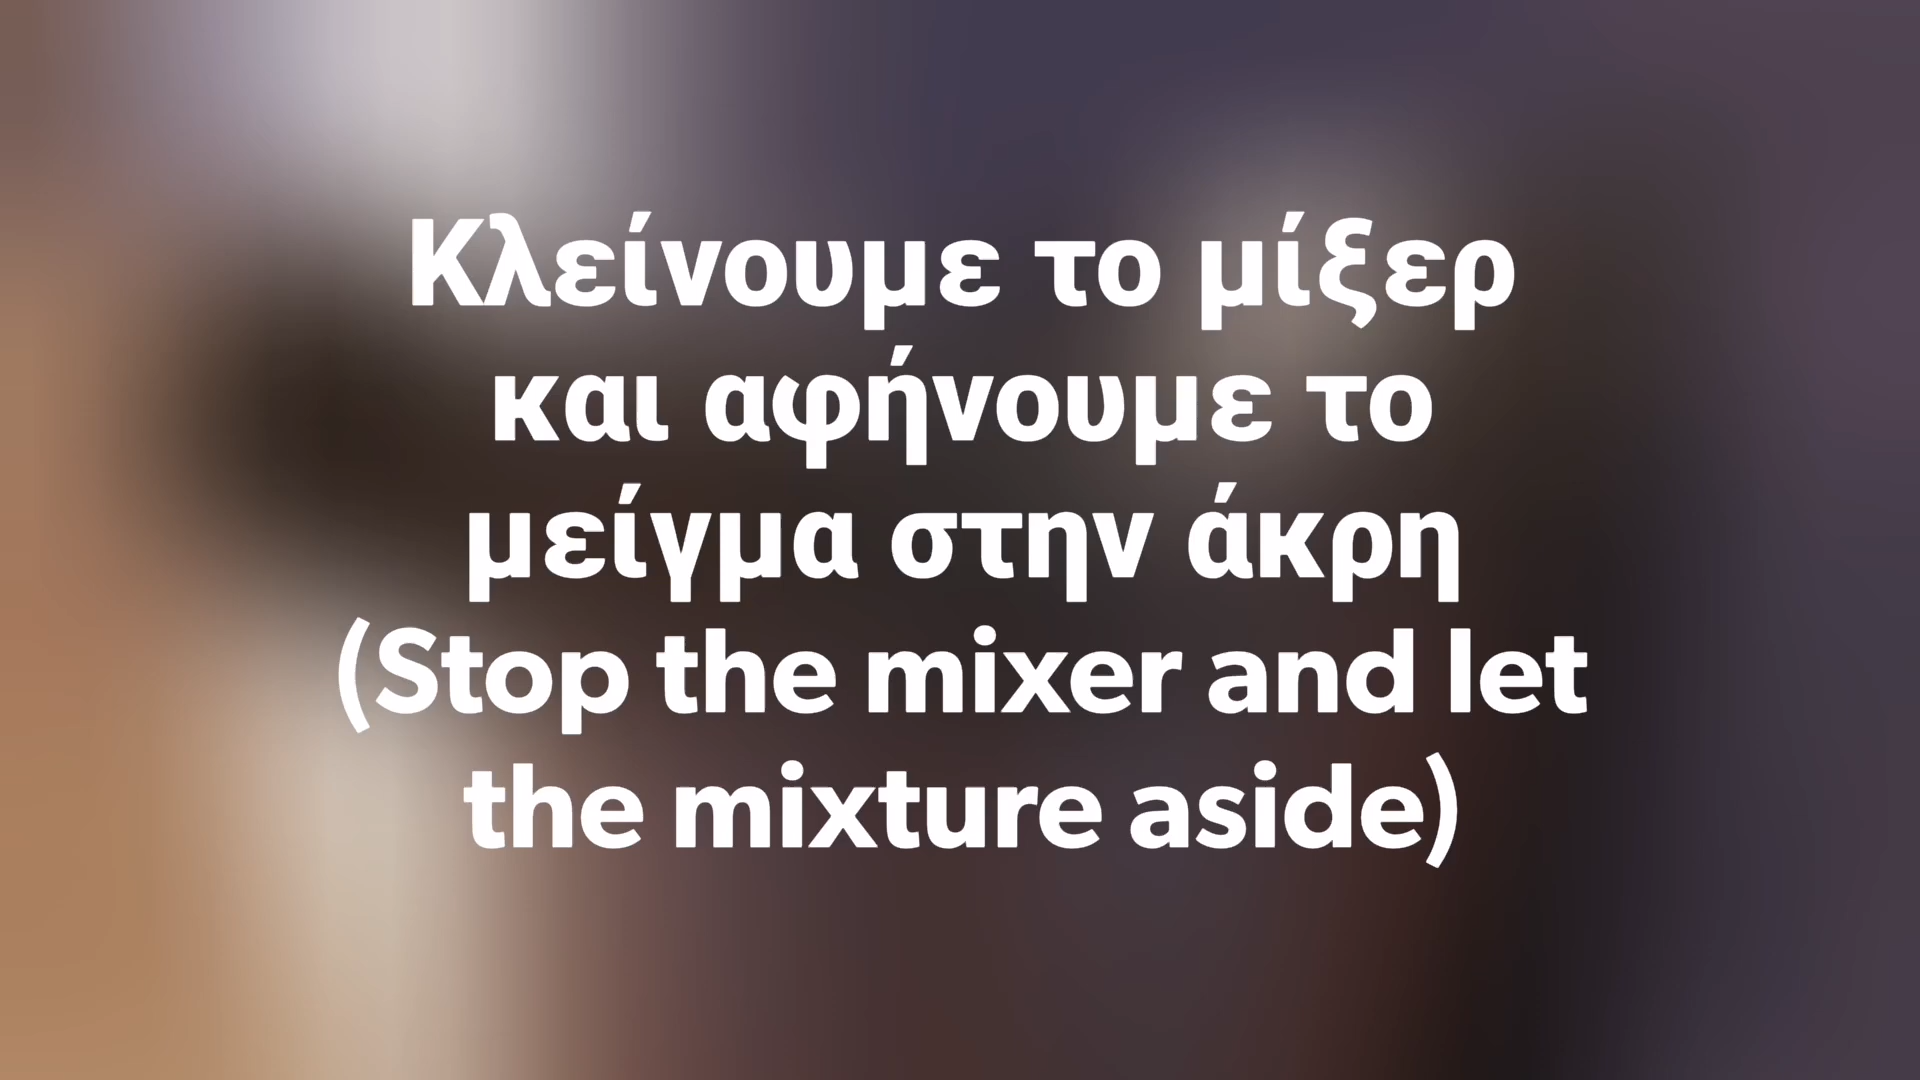 Κλείνουμε το μίξερ
και αφήνουμε το
μείγμα στην άκρη
(Stop the mixer and let
the mixture aside)